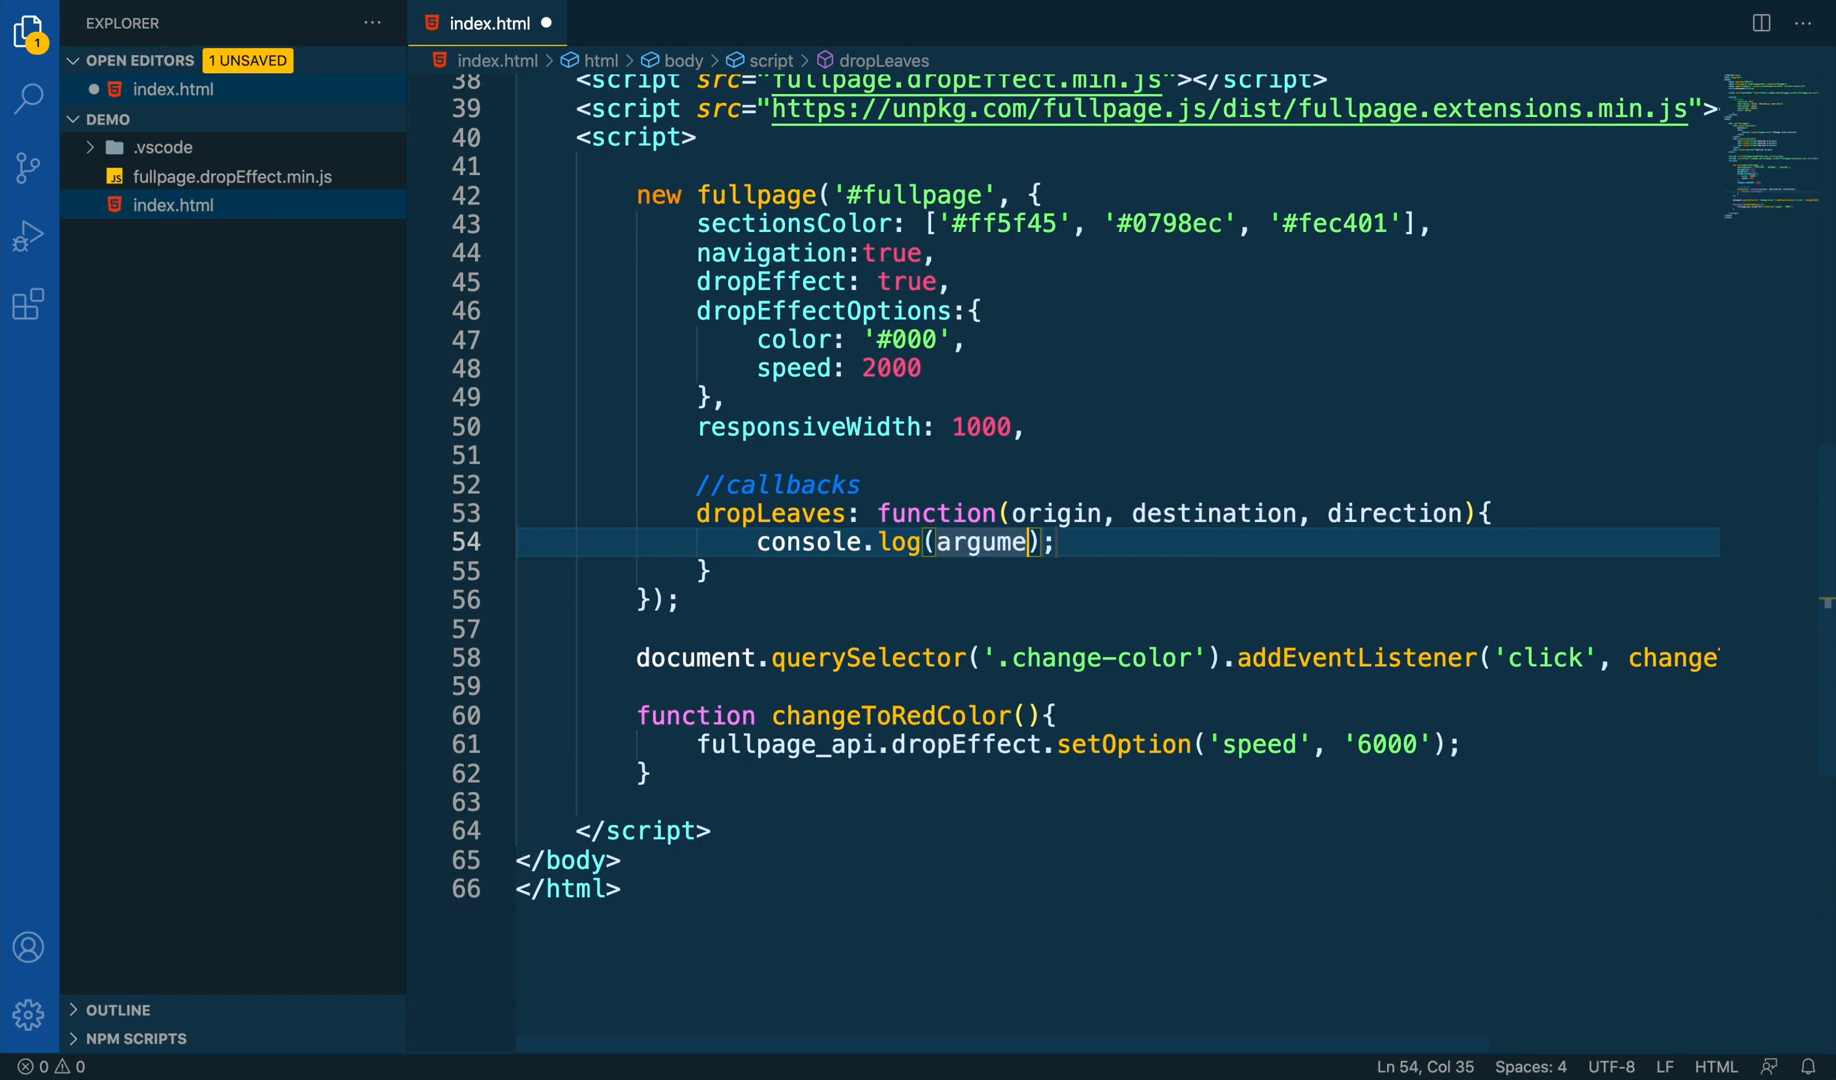 EXPLORER
index.html
1
OPEN EDITORS 1 UNSAVED
index.html > html > body > script > dropLeaves
index.html
DEMO
.vscode
JS fullpage.dropEffect.min.js
index.html
38 <script src="fullpage.dropEffect.min.js"></script>
39 <script src="https://unpkg.com/fullpage.js/dist/fullpage.extensions.min.js">
40 <script>
41
42 new fullpage('#fullpage', {
43 sectionsColor: ['#ff5f45', '#0798ec', '#fec401'],
44 navigation:true,
45 dropEffect: true,
46 dropEffectOptions:{
47 color: '#000',
48 speed: 2000
49 },
50 responsiveWidth: 1000,
51
52 //callbacks
53 dropLeaves: function(origin, destination, direction){
54 console.log(argume);
55 }
56 });
57
58 document.querySelector('.change-color').addEventListener('click', change
59
60 function changeToRedColor(){
61 fullpage_api.dropEffect.setOption('speed', '6000');
62 }
63
64 </script>
65 </body>
66 </html>
OUTLINE
NPM SCRIPTS
0 0
Ln 54, Col 35 Spaces: 4 UTF-8 LF HTML